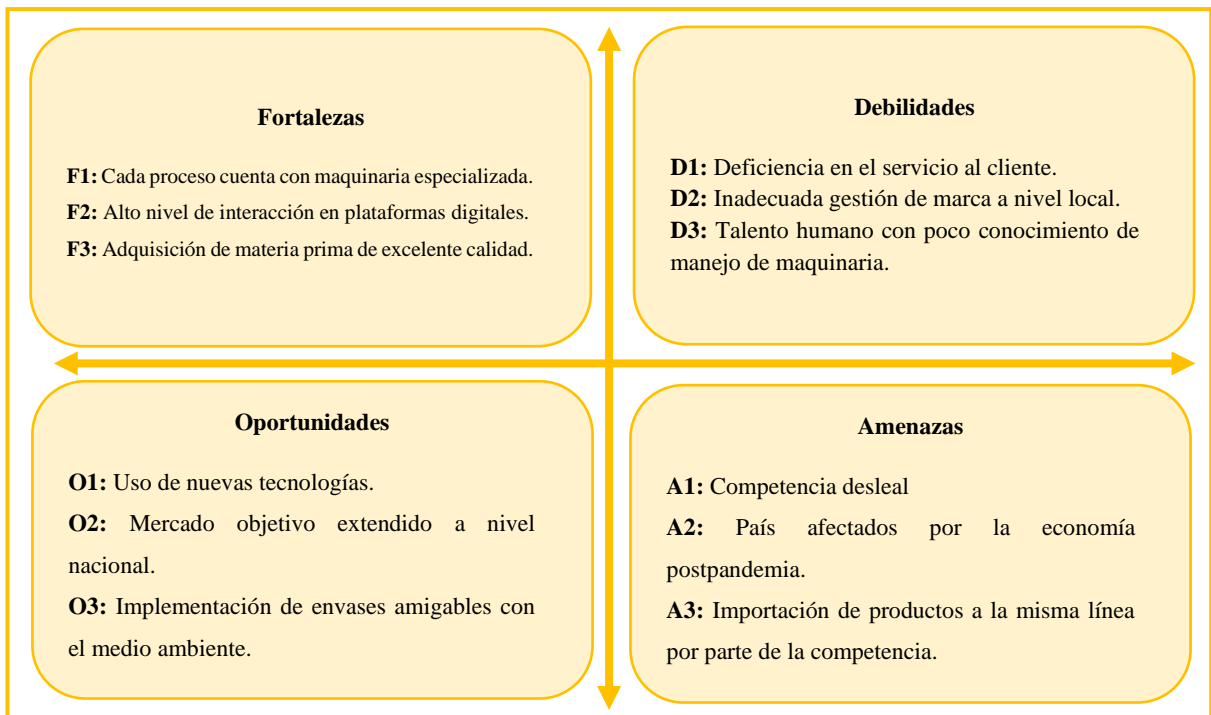 Fortalezas
F1: Cada proceso cuenta con maquinaria especializada.
F2: Alto nivel de interacción en plataformas digitales.
F3: Adquisición de materia prima de excelente calidad.
Debilidades
D1: Deficiencia en el servicio al cliente.
D2: Inadecuada gestión de marca a nivel local.
D3: Talento humano con poco conocimiento de
manejo de maquinaria.
Oportunidades
O1: Uso de nuevas tecnologías.
O2: Mercado objetivo extendido a nivel
nacional.
O3: Implementación de envases amigables con
el medio ambiente.
Amenazas
A1: Competencia desleal
A2: País afectados por la economía
postpandemia.
A3: Importación de productos a la misma línea
por parte de la competencia.